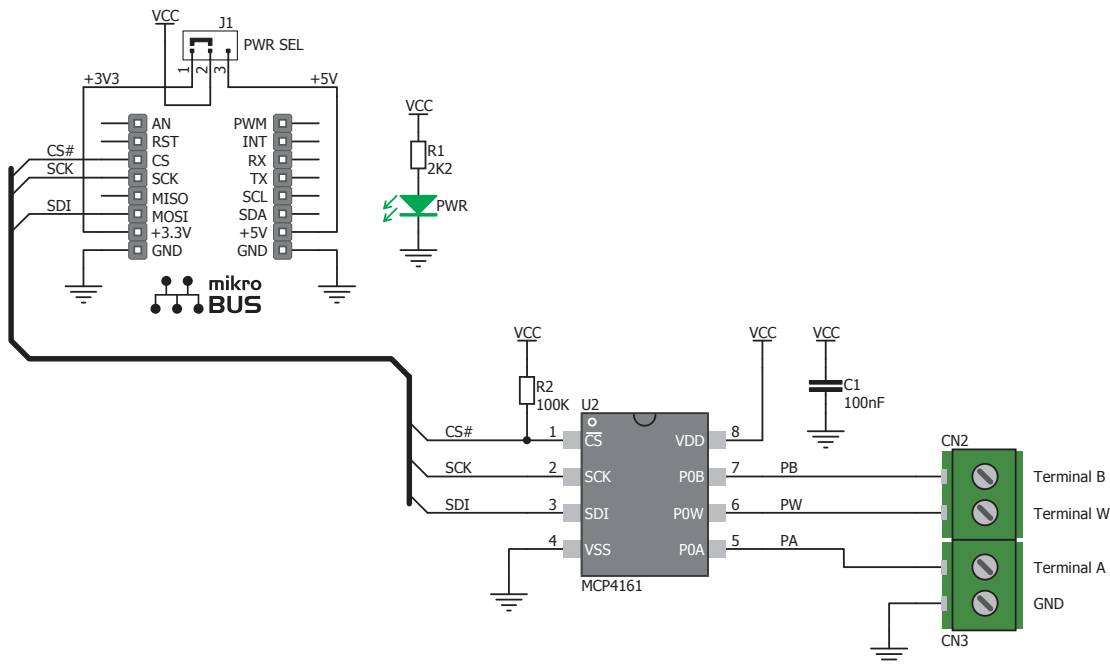 VCC
J1
PWR SEL
1 2 3
+3V3
+5V
AN
RST
CS
SCK
MISO
MOSI
+3.3V
GND
PWM
INT
RX
TX
SCL
SDA
+5V
GND
CS#
SCK
SDI
mikro
BUS
VCC
R1
2K2
PWR
VCC
R2
100K
CS#
SCK
SDI
1
2
3
4
U2
CS
SCK
SDI
VSS
VDD
P0B
P0W
P0A
MCP4161
8
7
6
5
VCC
PB
PW
PA
VCC
C1
100nF
CN2
Terminal B
Terminal W
Terminal A
GND
CN3